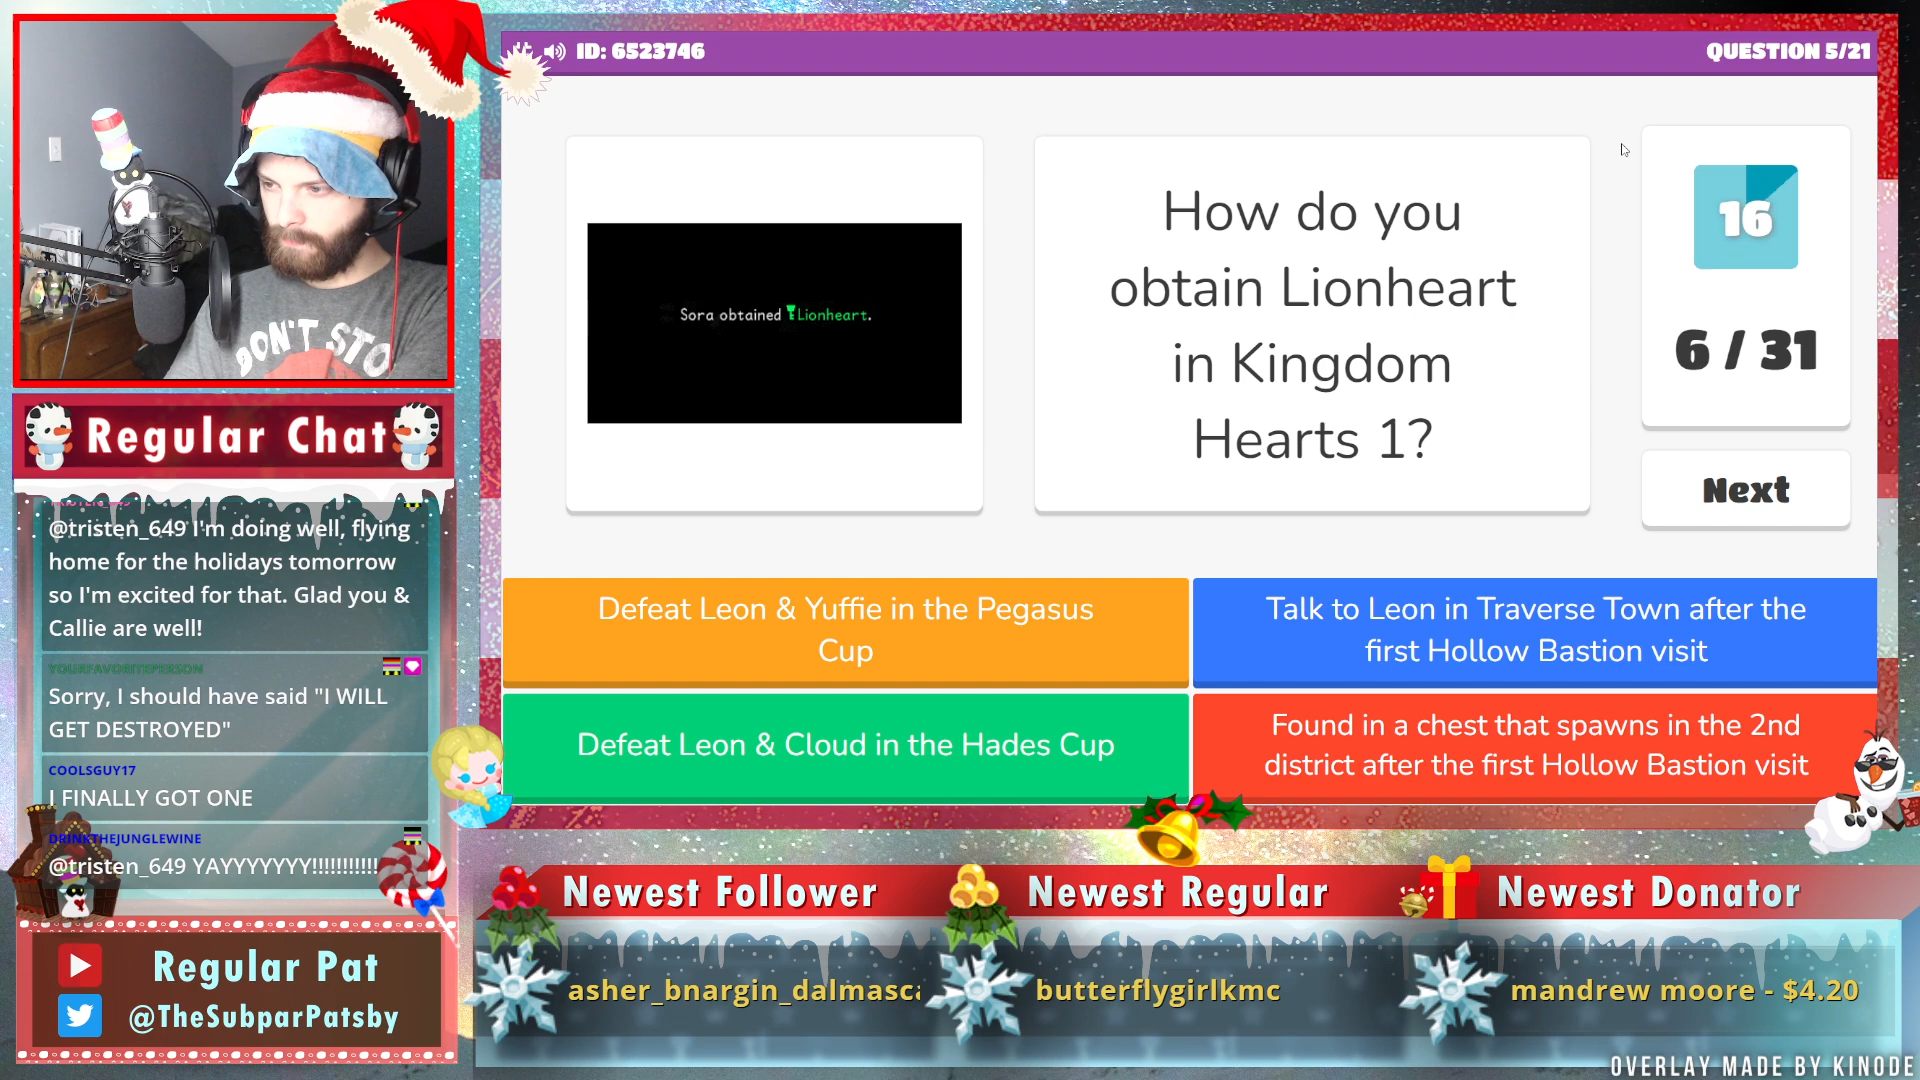 ID: 6523746
QUESTION 5/21
Sora obtained Lionheart.
How do you
obtain Lionheart
in Kingdom
Hearts 1?
16
6 / 31
Next
Defeat Leon & Yuffie in the Pegasus
Cup
Talk to Leon in Traverse Town after the
first Hollow Bastion visit
Defeat Leon & Cloud in the Hades Cup
Found in a chest that spawns in the 2nd
district after the first Hollow Bastion visit
DON'T STO
Regular Chat
@tristen_649 I'm doing well, flying
home for the holidays tomorrow
so I'm excited for that. Glad you &
Callie are well!
YOURFAVORITEPERSON
Sorry, I should have said "I WILL
GET DESTROYED"
COOLSGUY17
I FINALLY GOT ONE
DRINKTHEJUNGLEWINE
@tristen_649 YAYYYYYYY!!!!!!!!!!!
Regular Pat
@TheSubparPatsby
Newest Follower
asher_bnargin_dalmasc
Newest Regular
butterflygirlkmc
Newest Donator
mandrew moore - $4.20
OVERLAY MADE BY KINODE